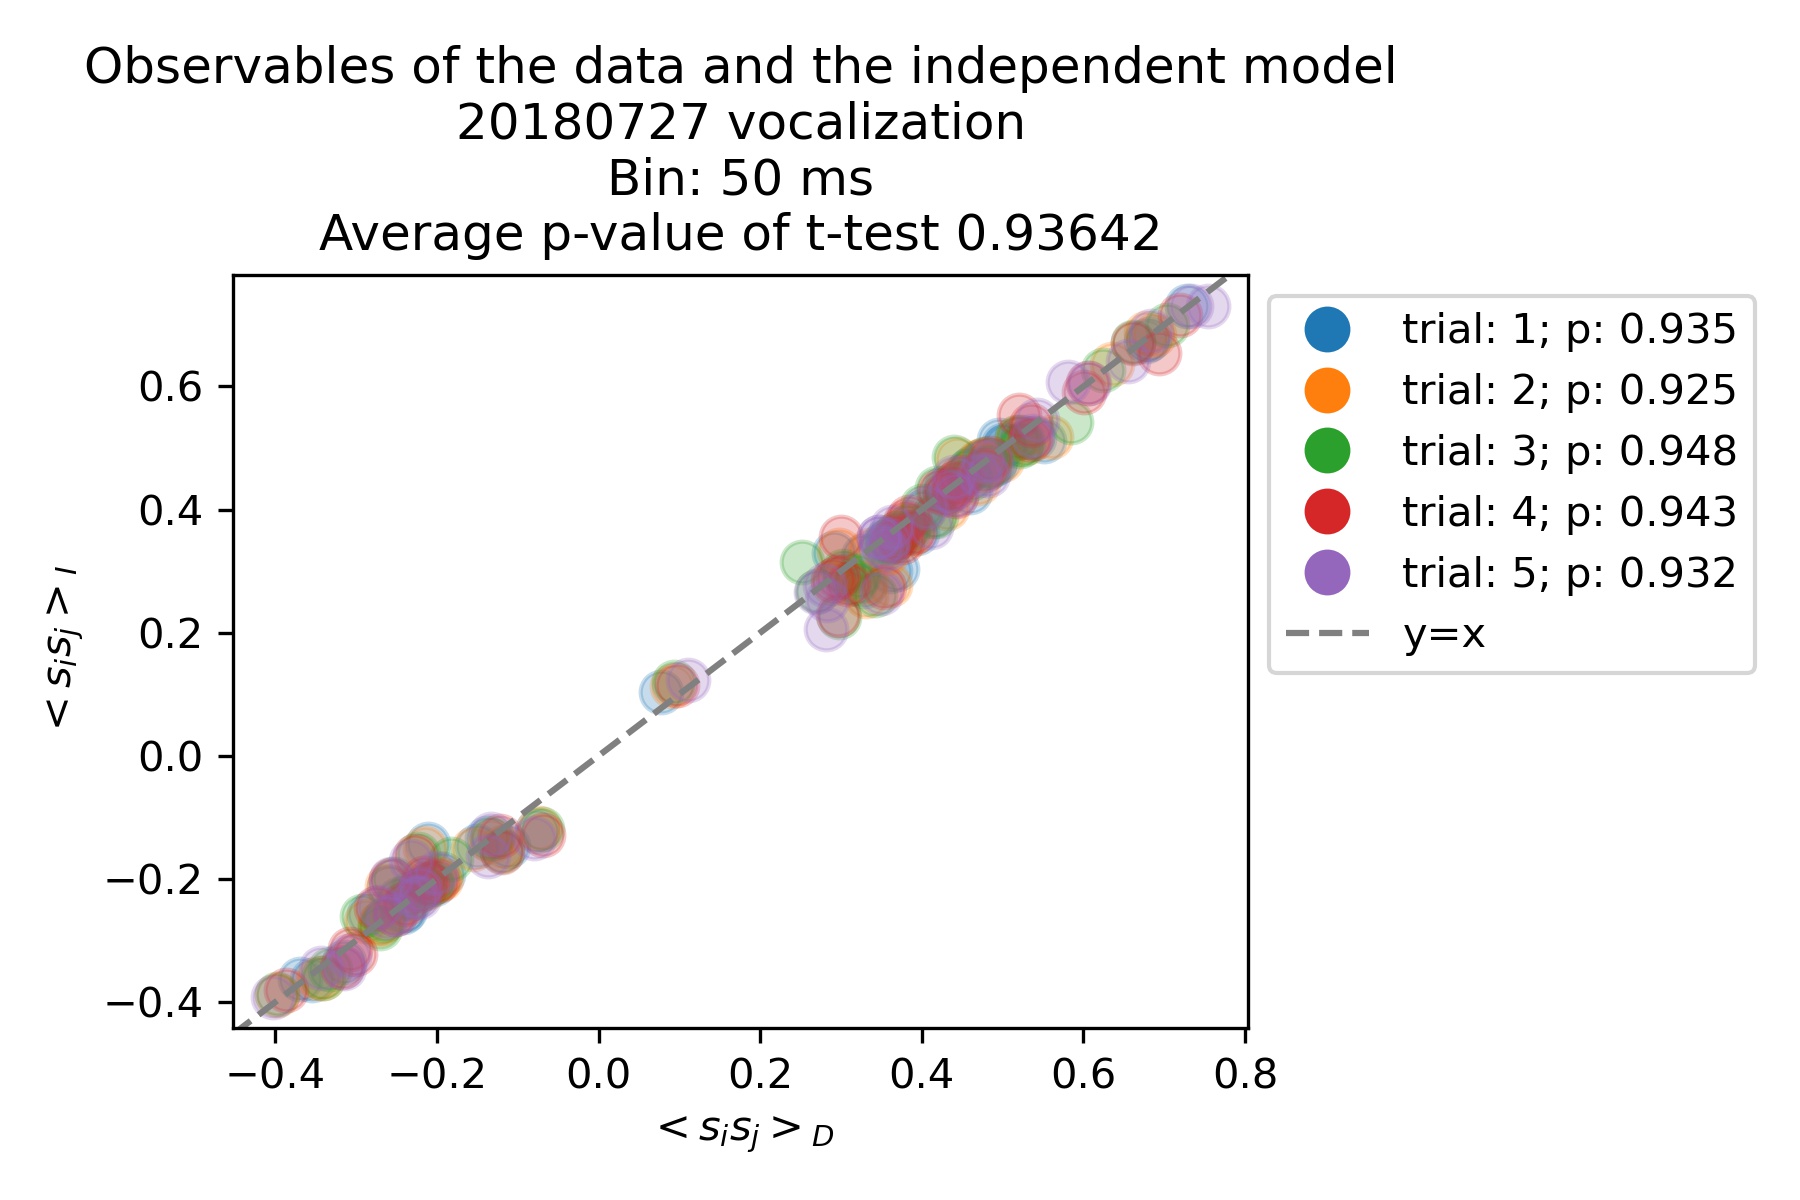 Observables of the data and the independent model
20180727 vocalization
Bin: 50 ms
Average p-value of t-test 0.93642
0.6
0.4
0.2
0.0
−0.2
−0.4
< s_i s_j >_I
−0.4 −0.2 0.0 0.2 0.4 0.6 0.8
< s_i s_j >_D
trial: 1; p: 0.935
trial: 2; p: 0.925
trial: 3; p: 0.948
trial: 4; p: 0.943
trial: 5; p: 0.932
y=x